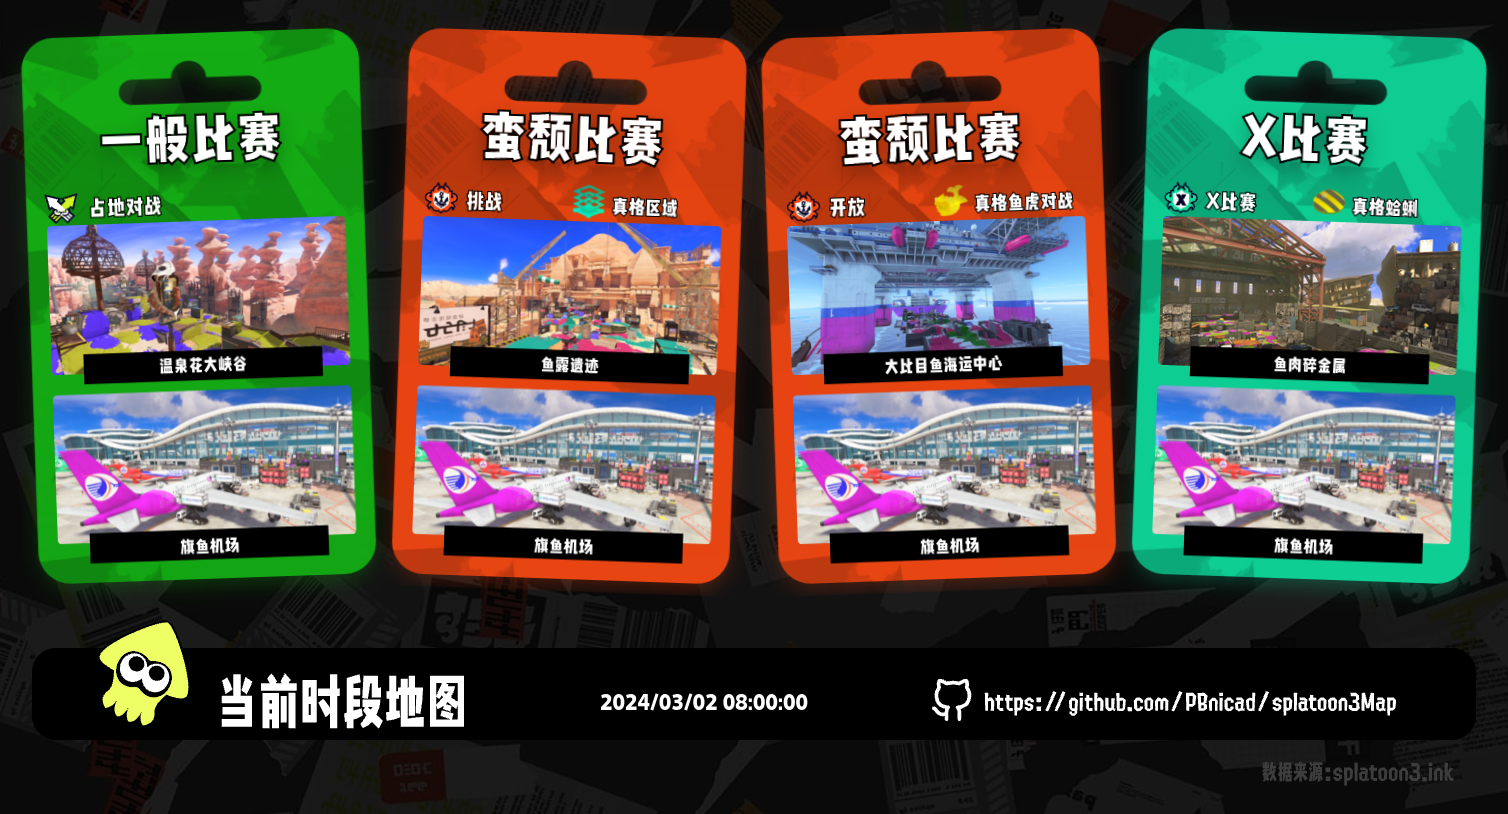 一般比赛
占地对战
温泉花大峡谷
旗鱼机场
蛮颓比赛
挑战
真格区域
鱼露遗迹
旗鱼机场
蛮颓比赛
开放
真格鱼虎对战
大比目鱼海运中心
旗鱼机场
X比赛
X比赛
真格蛤蜊
鱼肉碎金属
旗鱼机场
当前时段地图
2024/03/02 08:00:00
https://github.com/PBnicad/splatoon3Map
数据来源:splatoon3.ink